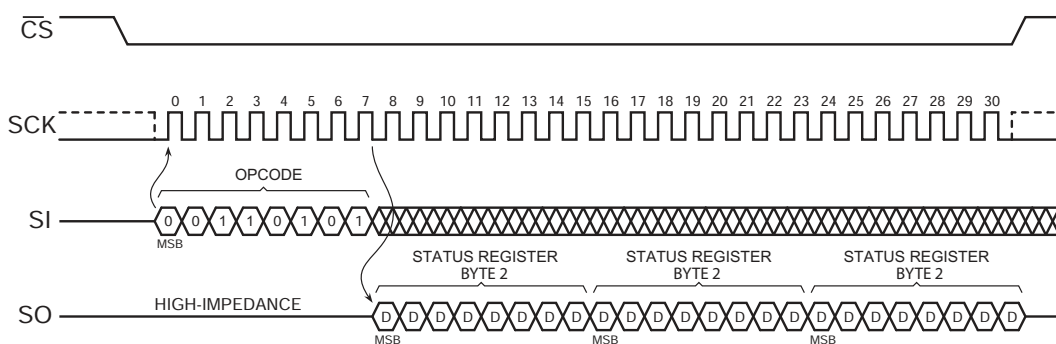 CS
0 1 2 3 4 5 6 7 8 9 10 11 12 13 14 15 16 17 18 19 20 21 22 23 24 25 26 27 28 29 30
SCK
OPCODE
SI 0 0 1 1 0 1 0 1
MSB
STATUS REGISTER BYTE 2
STATUS REGISTER BYTE 2
STATUS REGISTER BYTE 2
HIGH-IMPEDANCE
SO D D D D D D D D D D D D D D D D D D D D D D D D
MSB MSB MSB